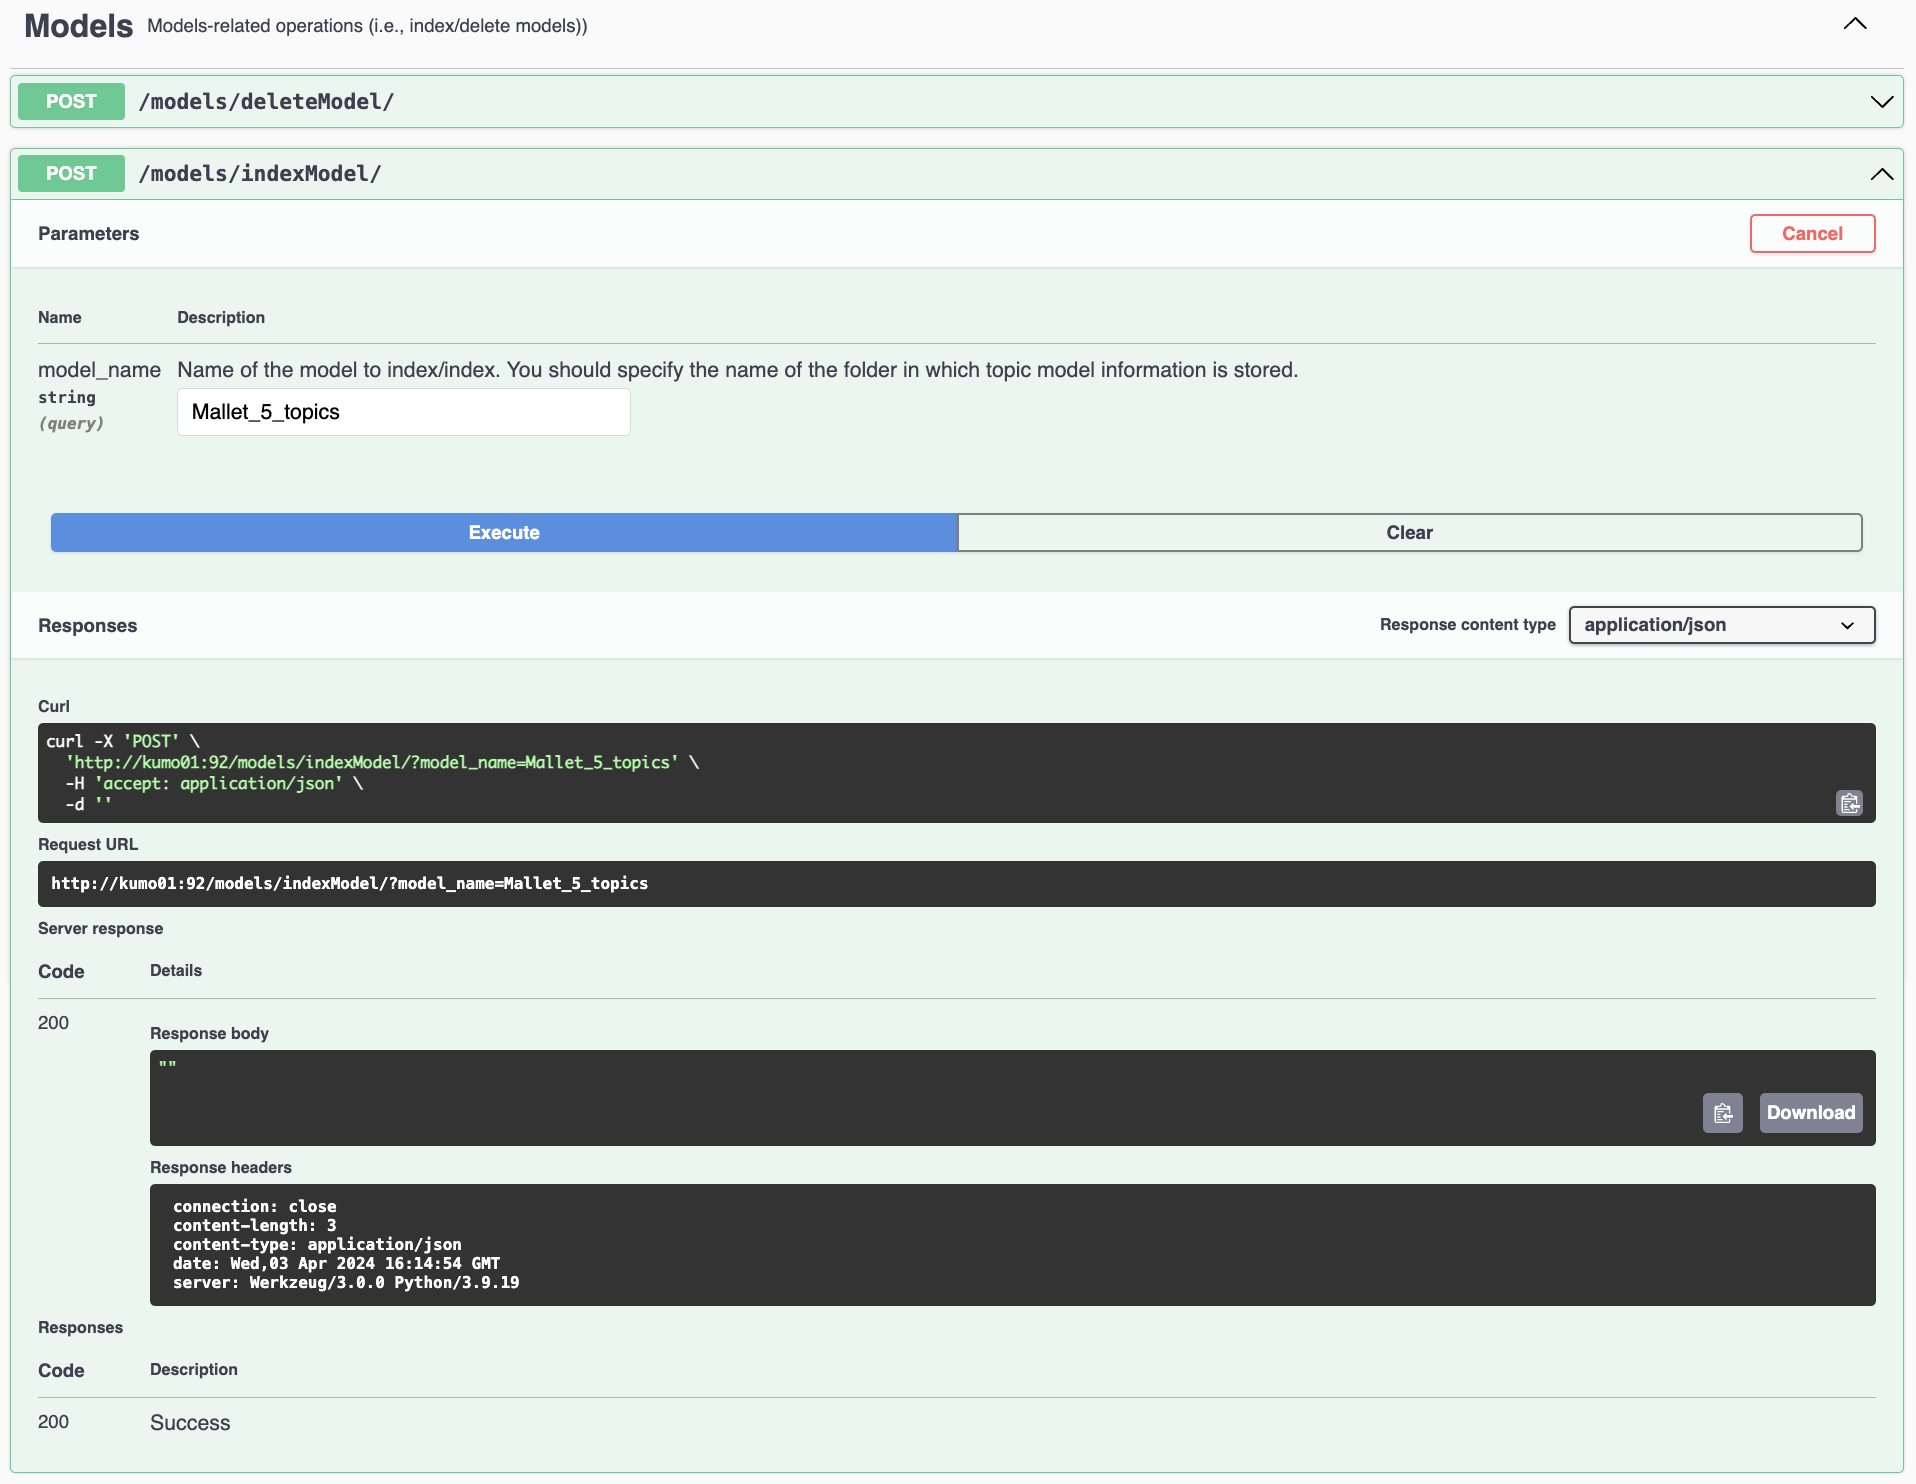 Models Models-related operations (i.e., index/delete models))
POST /models/deleteModel/
POST /models/indexModel/
Parameters Cancel
Name Description
model_name Name of the model to index/index. You should specify the name of the folder in which topic model information is stored.
string
(query)
Mallet_5_topics
Execute Clear
Responses Response content type application/json
Curl
curl -X 'POST' \
'http://kumo01:92/models/indexModel/?model_name=Mallet_5_topics' \
-H 'accept: application/json' \
-d ''
Request URL
http://kumo01:92/models/indexModel/?model_name=Mallet_5_topics
Server response
Code Details
200
Response body
""
Download
Response headers
connection: close
content-length: 3
content-type: application/json
date: Wed,03 Apr 2024 16:14:54 GMT
server: Werkzeug/3.0.0 Python/3.9.19
Responses
Code Description
200 Success